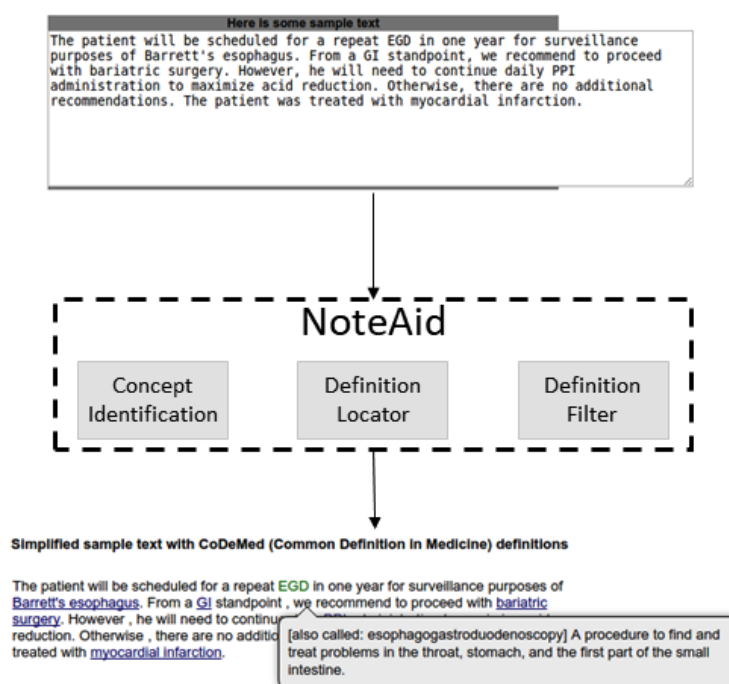 Here is some sample text
The patient will be scheduled for a repeat EGD in one year for surveillance
purposes of Barrett's esophagus. From a GI standpoint, we recommend to proceed
with bariatric surgery. However, he will need to continue daily PPI
administration to maximize acid reduction. Otherwise, there are no additional
recommendations. The patient was treated with myocardial infarction.
NoteAid
Concept
Identification
Definition
Locator
Definition
Filter
Simplified sample text with CoDeMed (Common Definition in Medicine) definitions
The patient will be scheduled for a repeat EGD in one year for surveillance purposes of
Barrett's esophagus. From a GI standpoint , we recommend to proceed with bariatric
surgery. However , he will need to continu
reduction. Otherwise , there are no additio
treated with myocardial infarction.
[also called: esophagogastroduodenoscopy] A procedure to find and
treat problems in the throat, stomach, and the first part of the small
intestine.